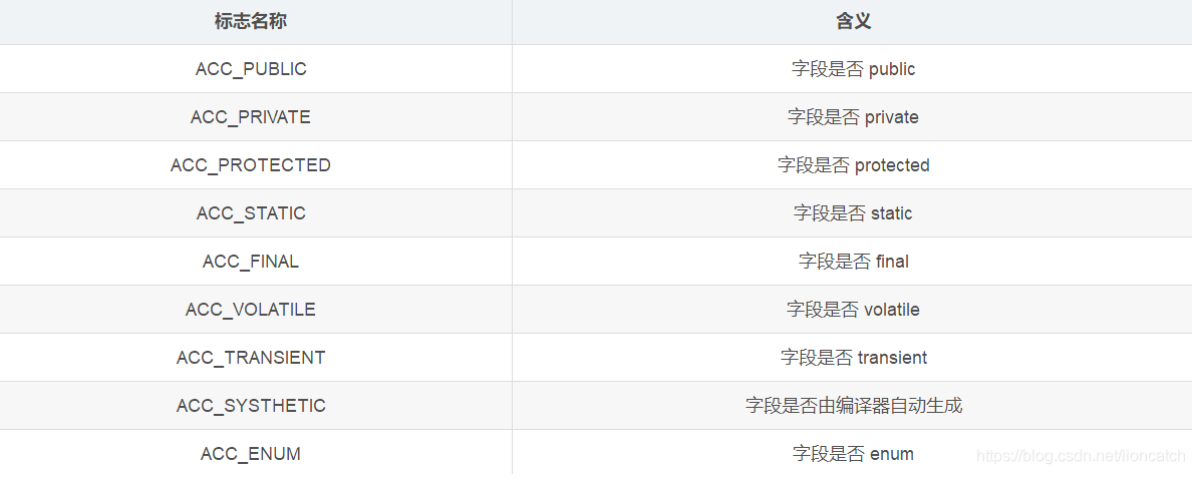 标志名称 含义
ACC_PUBLIC 字段是否 public
ACC_PRIVATE 字段是否 private
ACC_PROTECTED 字段是否 protected
ACC_STATIC 字段是否 static
ACC_FINAL 字段是否 final
ACC_VOLATILE 字段是否 volatile
ACC_TRANSIENT 字段是否 transient
ACC_SYSTHETIC 字段是否由编译器自动生成
ACC_ENUM 字段是否 enum
https://blog.csdn.net/lioncatch